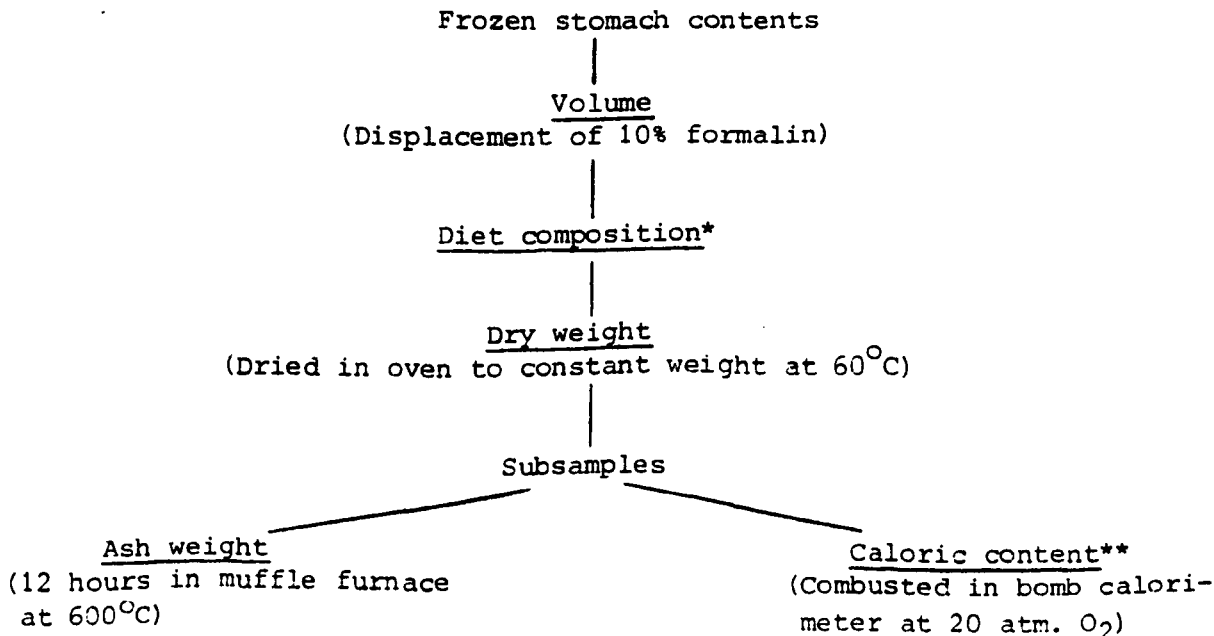 Frozen stomach contents
Volume
(Displacement of 10% formalin)
Diet composition*
Dry weight
(Dried in oven to constant weight at 60°C)
Subsamples
Ash weight
(12 hours in muffle furnace
at 600°C)
Caloric content**
(Combusted in bomb calori-
meter at 20 atm. O₂)